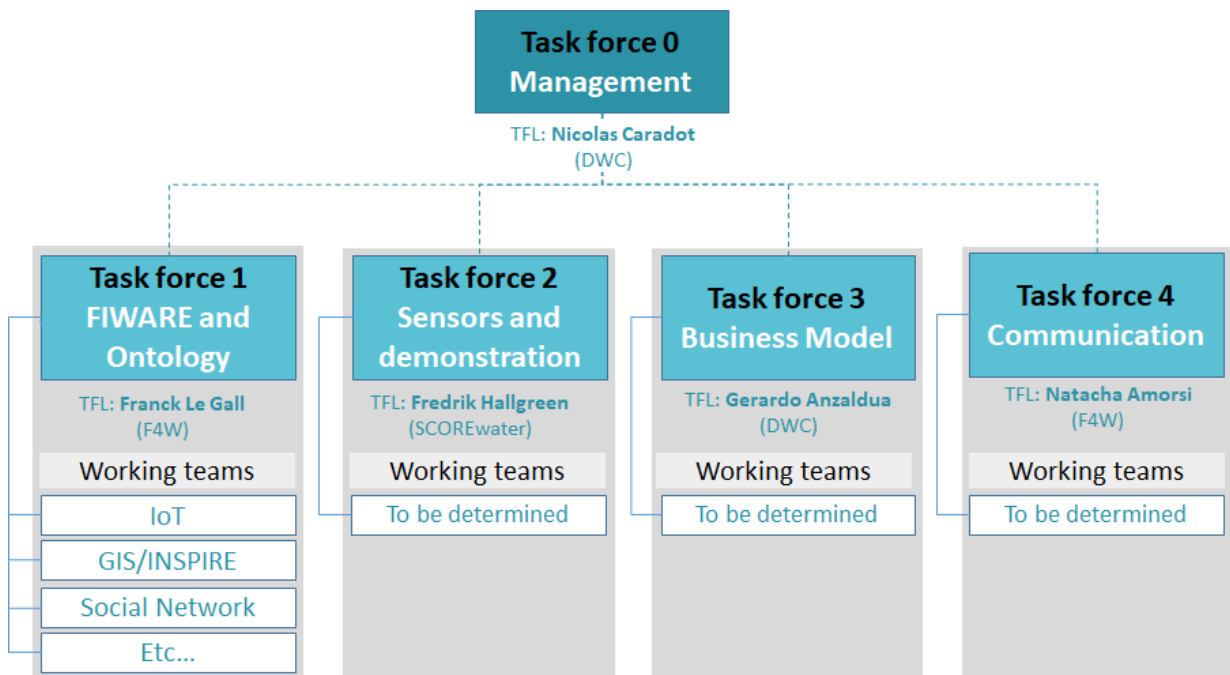 Task force 0
Management
TFL: Nicolas Caradot
(DWC)
Task force 1
FIWARE and
Ontology
TFL: Franck Le Gall
(F4W)
Working teams
IoT
GIS/INSPIRE
Social Network
Etc...
Task force 2
Sensors and
demonstration
TFL: Fredrik Hallgreen
(SCOREwater)
Working teams
To be determined
Task force 3
Business Model
TFL: Gerardo Anzaldua
(DWC)
Working teams
To be determined
Task force 4
Communication
TFL: Natacha Amorsi
(F4W)
Working teams
To be determined